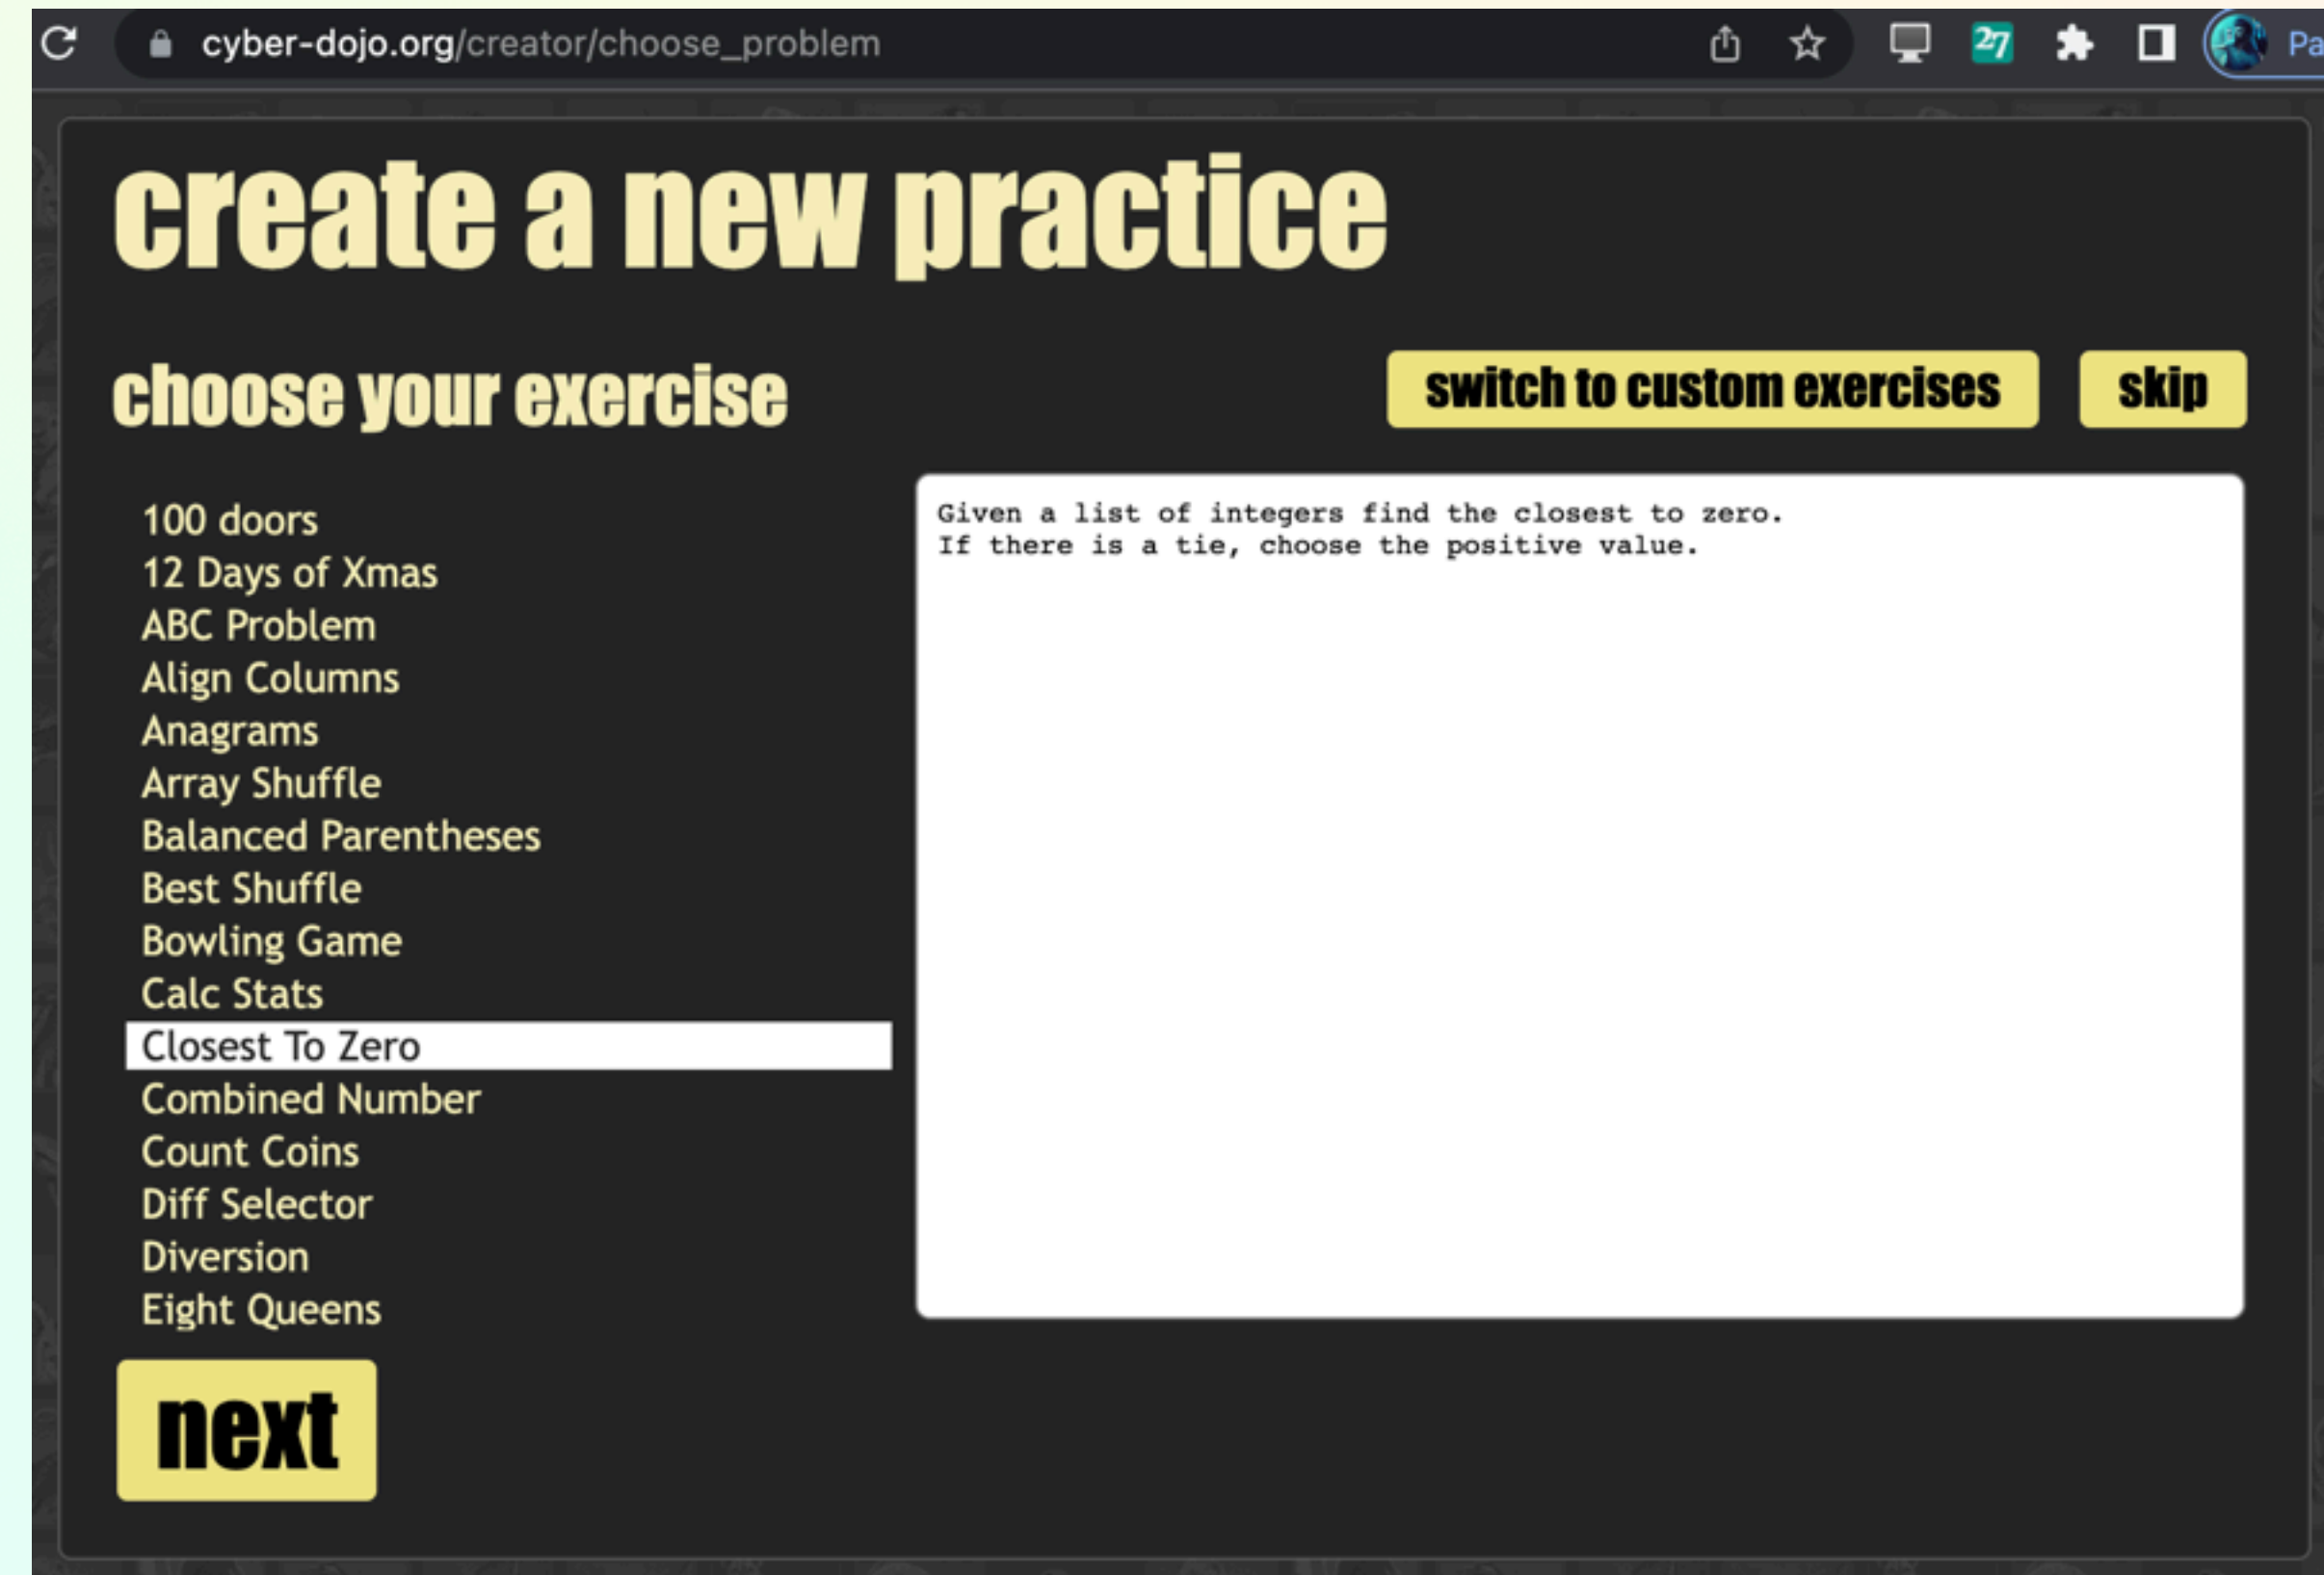 cyber-dojo.org/creator/choose_problem
27
Pa
create a new practice
choose your exercise
switch to custom exercises
skip
100 doors
12 Days of Xmas
ABC Problem
Align Columns
Anagrams
Array Shuffle
Balanced Parentheses
Best Shuffle
Bowling Game
Calc Stats
Closest To Zero
Combined Number
Count Coins
Diff Selector
Diversion
Eight Queens
Given a list of integers find the closest to zero.
If there is a tie, choose the positive value.
next